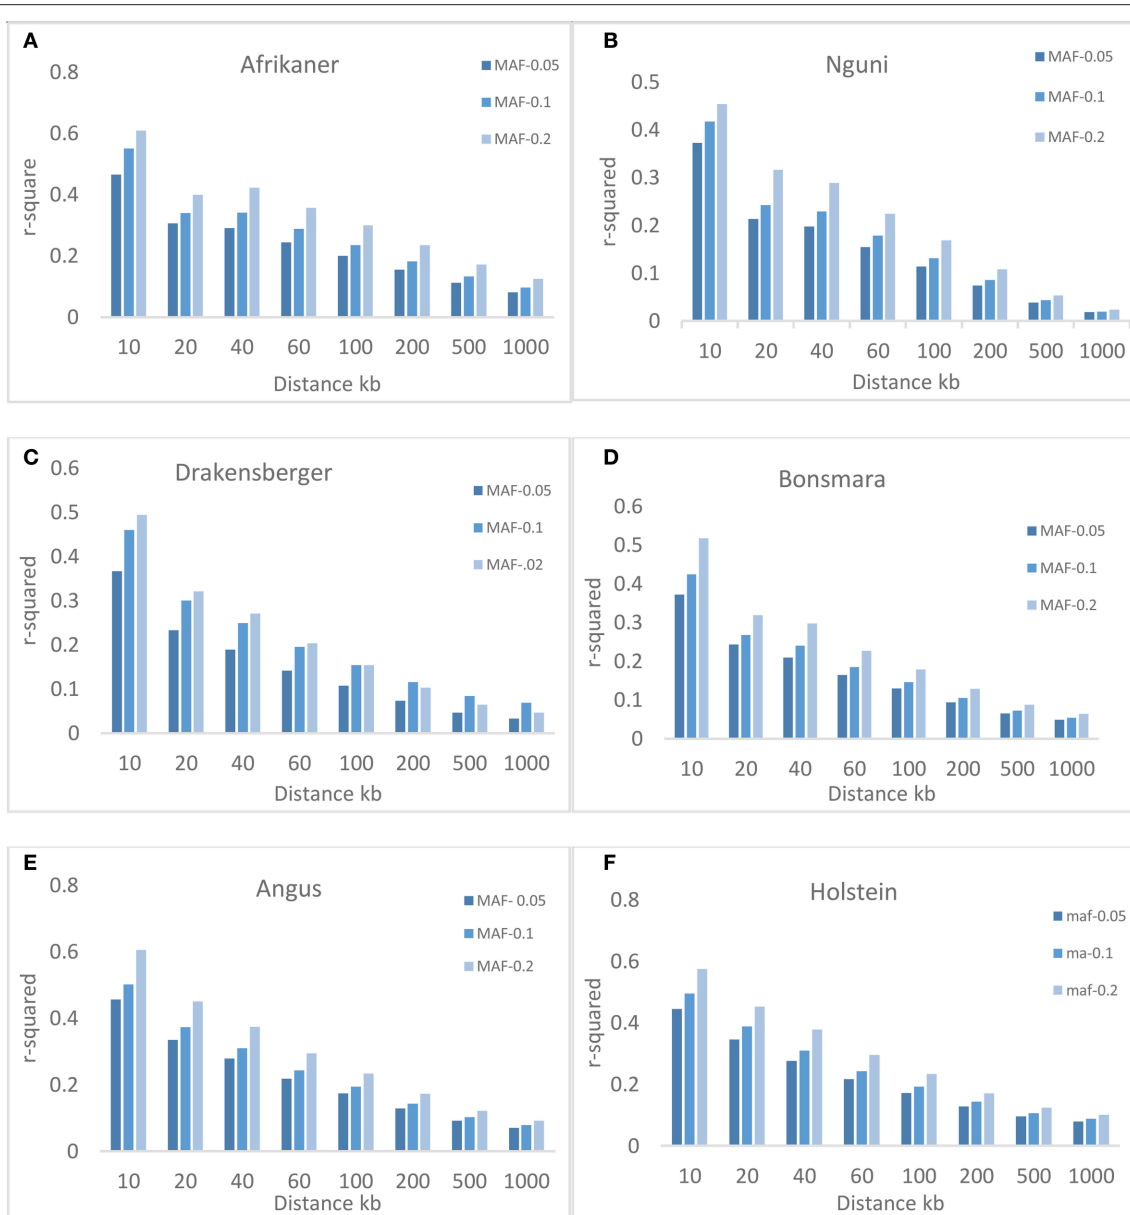 A
Afrikaner
MAF-0.05
MAF-0.1
MAF-0.2
0.8
0.6
0.4
0.2
0
r-square
10 20 40 60 100 200 500 1000
Distance kb
B
Nguni
MAF-0.05
MAF-0.1
MAF-0.2
0.5
0.4
0.3
0.2
0.1
0
r-squared
10 20 40 60 100 200 500 1000
Distance kb
C
Drakensberger
MAF-0.05
MAF-0.1
MAF-.02
0.6
0.5
0.4
0.3
0.2
0.1
0
r-squared
10 20 40 60 100 200 500 1000
Distance kb
D
Bonsmara
MAF-0.05
MAF-0.1
MAF-0.2
0.6
0.5
0.4
0.3
0.2
0.1
0
r-squared
10 20 40 60 100 200 500 1000
Distance kb
E
Angus
MAF- 0.05
MAF-0.1
MAF-0.2
0.8
0.6
0.4
0.2
0
r-squared
10 20 40 60 100 200 500 1000
Distance kb
F
Holstein
maf-0.05
ma-0.1
maf-0.2
0.8
0.6
0.4
0.2
0
r-squared
10 20 40 60 100 200 500 1000
Distance kb